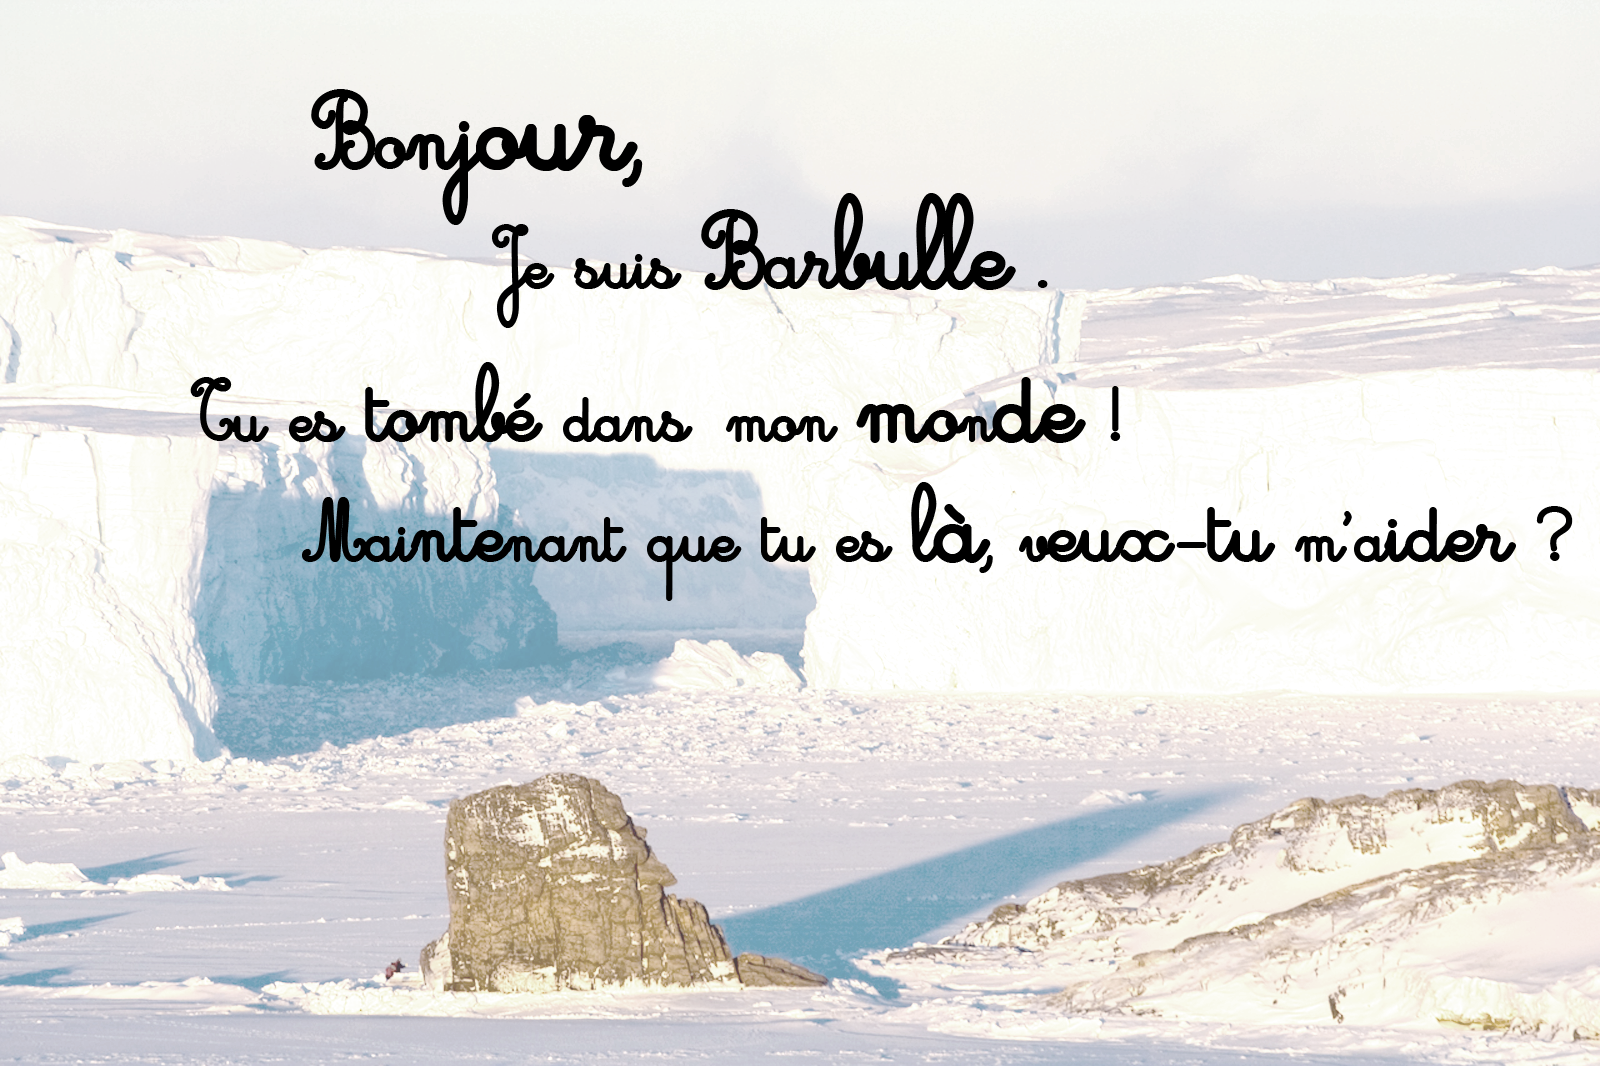 Bonjour,
Je suis Barbulle .
Tu es tombé dans mon monde !
Maintenant que tu es là, veux-tu m'aider ?